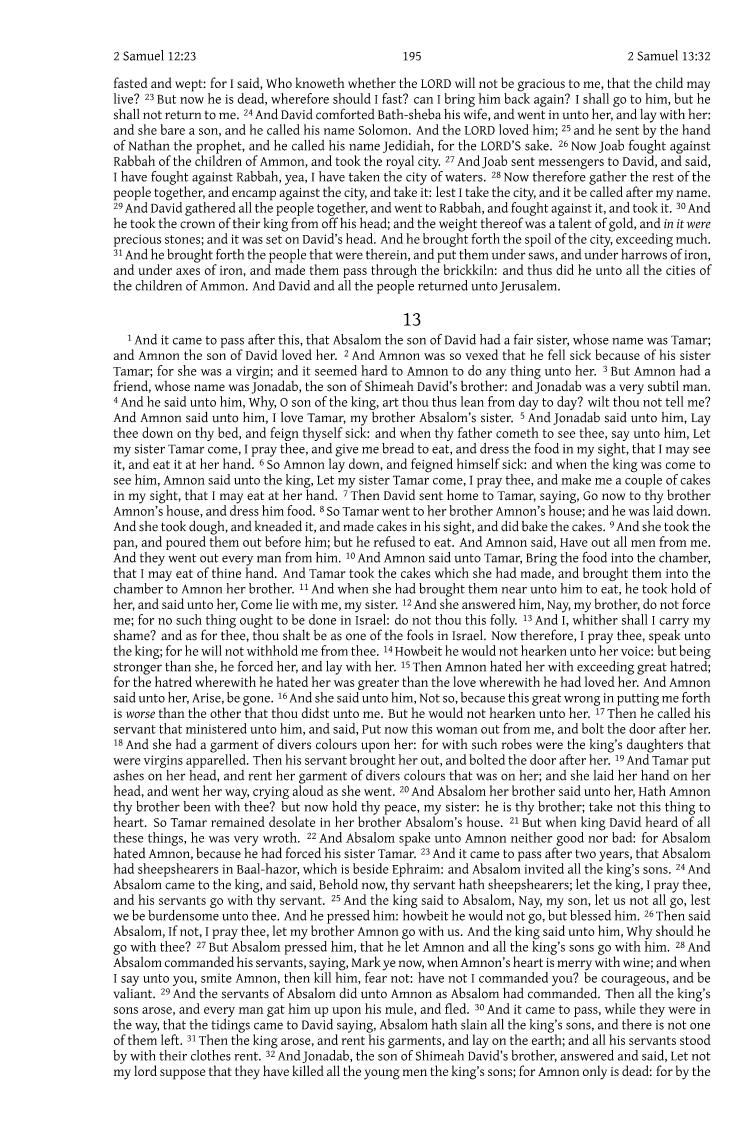 2 Samuel 12:23 195 2 Samuel 13:32
fasted and wept: for I said, Who knoweth whether the LORD will not be gracious to me, that the child may
live? 23 But now he is dead, wherefore should I fast? can I bring him back again? I shall go to him, but he
shall not return to me. 24 And David comforted Bath-sheba his wife, and went in unto her, and lay with her:
and she bare a son, and he called his name Solomon. And the LORD loved him; 25 and he sent by the hand
of Nathan the prophet, and he called his name Jedidiah, for the LORD'S sake. 26 Now Joab fought against
Rabbah of the children of Ammon, and took the royal city. 27 And Joab sent messengers to David, and said,
I have fought against Rabbah, yea, I have taken the city of waters. 28 Now therefore gather the rest of the
people together, and encamp against the city, and take it: lest I take the city, and it be called after my name.
29 And David gathered all the people together, and went to Rabbah, and fought against it, and took it. 30 And
he took the crown of their king from off his head; and the weight thereof was a talent of gold, and in it were
precious stones; and it was set on David's head. And he brought forth the spoil of the city, exceeding much.
31 And he brought forth the people that were therein, and put them under saws, and under harrows of iron,
and under axes of iron, and made them pass through the brickkiln: and thus did he unto all the cities of
the children of Ammon. And David and all the people returned unto Jerusalem.
13
1 And it came to pass after this, that Absalom the son of David had a fair sister, whose name was Tamar;
and Amnon the son of David loved her. 2 And Amnon was so vexed that he fell sick because of his sister
Tamar; for she was a virgin; and it seemed hard to Amnon to do any thing unto her. 3 But Amnon had a
friend, whose name was Jonadab, the son of Shimeah David's brother: and Jonadab was a very subtil man.
4 And he said unto him, Why, O son of the king, art thou thus lean from day to day? wilt thou not tell me?
And Amnon said unto him, I love Tamar, my brother Absalom's sister. 5 And Jonadab said unto him, Lay
thee down on thy bed, and feign thyself sick: and when thy father cometh to see thee, say unto him, Let
my sister Tamar come, I pray thee, and give me bread to eat, and dress the food in my sight, that I may see
it, and eat it at her hand. 6 So Amnon lay down, and feigned himself sick: and when the king was come to
see him, Amnon said unto the king, Let my sister Tamar come, I pray thee, and make me a couple of cakes
in my sight, that I may eat at her hand. 7 Then David sent home to Tamar, saying, Go now to thy brother
Amnon's house, and dress him food. 8 So Tamar went to her brother Amnon's house; and he was laid down.
And she took dough, and kneaded it, and made cakes in his sight, and did bake the cakes. 9 And she took the
pan, and poured them out before him; but he refused to eat. And Amnon said, Have out all men from me.
And they went out every man from him. 10 And Amnon said unto Tamar, Bring the food into the chamber,
that I may eat of thine hand. And Tamar took the cakes which she had made, and brought them into the
chamber to Amnon her brother. 11 And when she had brought them near unto him to eat, he took hold of
her, and said unto her, Come lie with me, my sister. 12 And she answered him, Nay, my brother, do not force
me; for no such thing ought to be done in Israel: do not thou this folly. 13 And I, whither shall I carry my
shame? and as for thee, thou shalt be as one of the fools in Israel. Now therefore, I pray thee, speak unto
the king; for he will not withhold me from thee. 14 Howbeit he would not hearken unto her voice: but being
stronger than she, he forced her, and lay with her. 15 Then Amnon hated her with exceeding great hatred;
for the hatred wherewith he hated her was greater than the love wherewith he had loved her. And Amnon
said unto her, Arise, be gone. 16 And she said unto him, Not so, because this great wrong in putting me forth
is worse than the other that thou didst unto me. But he would not hearken unto her. 17 Then he called his
servant that ministered unto him, and said, Put now this woman out from me, and bolt the door after her.
18 And she had a garment of divers colours upon her: for with such robes were the king's daughters that
were virgins apparelled. Then his servant brought her out, and bolted the door after her. 19 And Tamar put
ashes on her head, and rent her garment of divers colours that was on her; and she laid her hand on her
head, and went her way, crying aloud as she went. 20 And Absalom her brother said unto her, Hath Amnon
thy brother been with thee? but now hold thy peace, my sister: he is thy brother; take not this thing to
heart. So Tamar remained desolate in her brother Absalom's house. 21 But when king David heard of all
these things, he was very wroth. 22 And Absalom spake unto Amnon neither good nor bad: for Absalom
hated Amnon, because he had forced his sister Tamar. 23 And it came to pass after two years, that Absalom
had sheepshearers in Baal-hazor, which is beside Ephraim: and Absalom invited all the king's sons. 24 And
Absalom came to the king, and said, Behold now, thy servant hath sheepshearers; let the king, I pray thee,
and his servants go with thy servant. 25 And the king said to Absalom, Nay, my son, let us not all go, lest
we be burdensome unto thee. And he pressed him: howbeit he would not go, but blessed him. 26 Then said
Absalom, If not, I pray thee, let my brother Amnon go with us. And the king said unto him, Why should he
go with thee? 27 But Absalom pressed him, that he let Amnon and all the king's sons go with him. 28 And
Absalom commanded his servants, saying, Mark ye now, when Amnon's heart is merry with wine; and when
I say unto you, smite Amnon, then kill him, fear not: have not I commanded you? be courageous, and be
valiant. 29 And the servants of Absalom did unto Amnon as Absalom had commanded. Then all the king's
sons arose, and every man gat him up upon his mule, and fled. 30 And it came to pass, while they were in
the way, that the tidings came to David saying, Absalom hath slain all the king's sons, and there is not one
of them left. 31 Then the king arose, and rent his garments, and lay on the earth; and all his servants stood
by with their clothes rent. 32 And Jonadab, the son of Shimeah David's brother, answered and said, Let not
my lord suppose that they have killed all the young men the king's sons; for Amnon only is dead: for by the